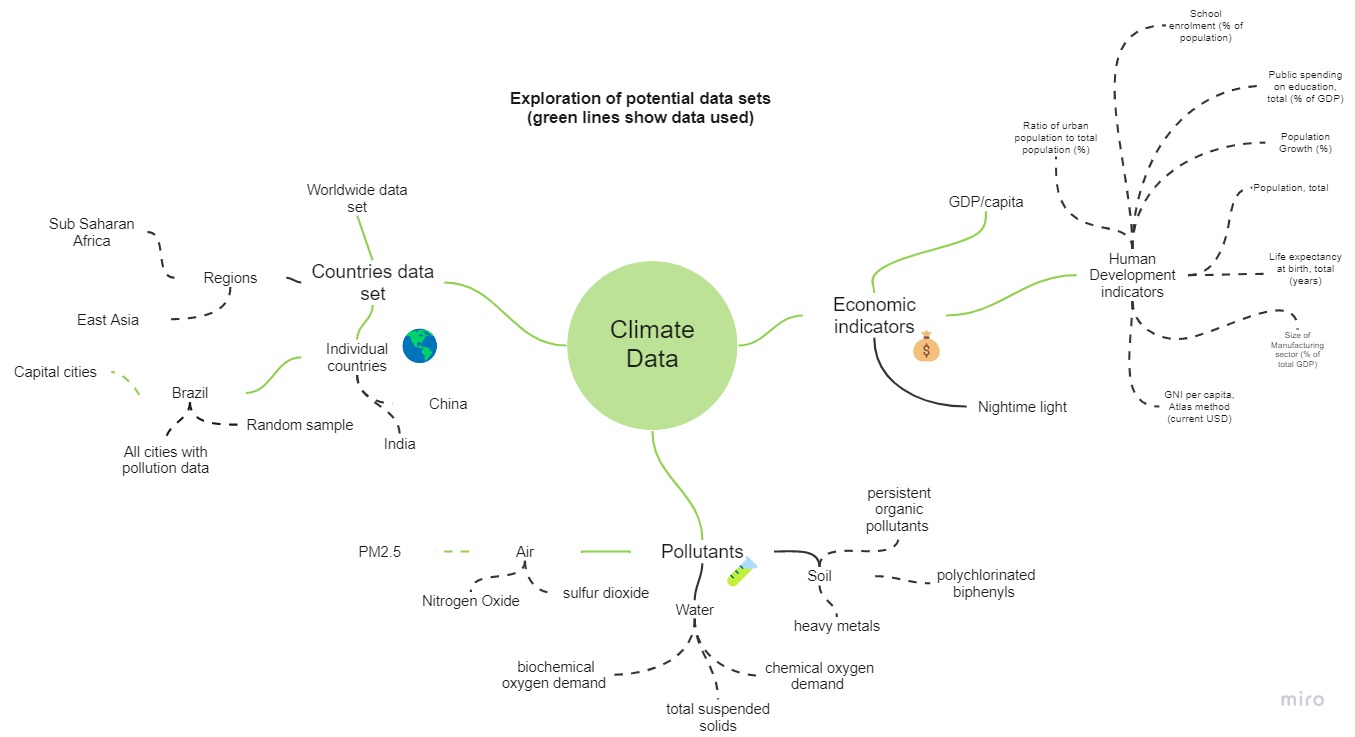 Exploration of potential data sets
(green lines show data used)
Climate
Data
Countries data
set
Worldwide data
set
Regions
Sub Saharan
Africa
East Asia
Individual
countries
Brazil
Capital cities
All cities with
pollution data
Random sample
China
India
Economic
indicators
GDP/capita
Nightime light
Human
Development
indicators
Ratio of urban
population to total
population (%)
School
enrolment (% of
population)
Public spending
on education,
total (% of GDP)
Population
Growth (%)
Population, total
Life expectancy
at birth, total
(years)
Size of
Manufacturing
sector (% of
total GDP)
GNI per capita,
Atlas method
(current USD)
Pollutants
Air
PM2.5
Nitrogen Oxide
sulfur dioxide
Water
biochemical
oxygen demand
total suspended
solids
chemical oxygen
demand
Soil
persistent
organic
pollutants
polychlorinated
biphenyls
heavy metals
miro